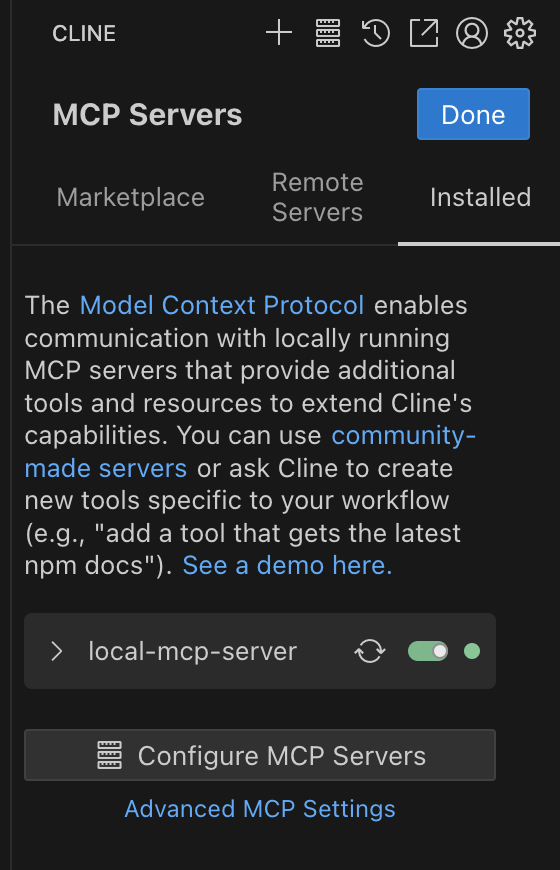 CLINE
MCP Servers
Done
Marketplace
Remote
Servers
Installed
The Model Context Protocol enables
communication with locally running
MCP servers that provide additional
tools and resources to extend Cline's
capabilities. You can use community-
made servers or ask Cline to create
new tools specific to your workflow
(e.g., "add a tool that gets the latest
npm docs"). See a demo here.
local-mcp-server
Configure MCP Servers
Advanced MCP Settings